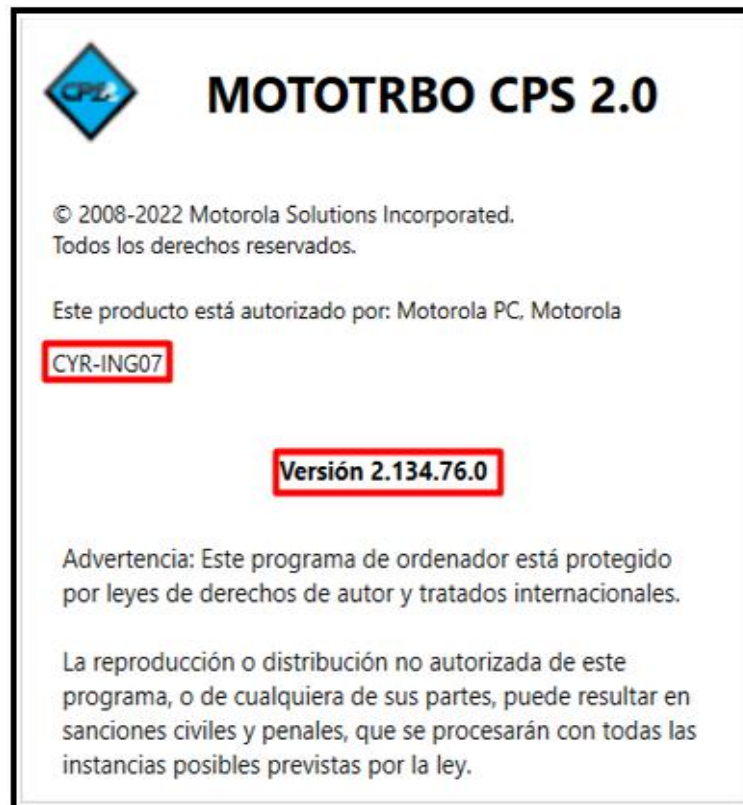 MOTOTRBO CPS 2.0
© 2008-2022 Motorola Solutions Incorporated.
Todos los derechos reservados.
Este producto está autorizado por: Motorola PC, Motorola
CYR-ING07
Versión 2.134.76.0
Advertencia: Este programa de ordenador está protegido
por leyes de derechos de autor y tratados internacionales.
La reproducción o distribución no autorizada de este
programa, o de cualquiera de sus partes, puede resultar en
sanciones civiles y penales, que se procesarán con todas las
instancias posibles previstas por la ley.